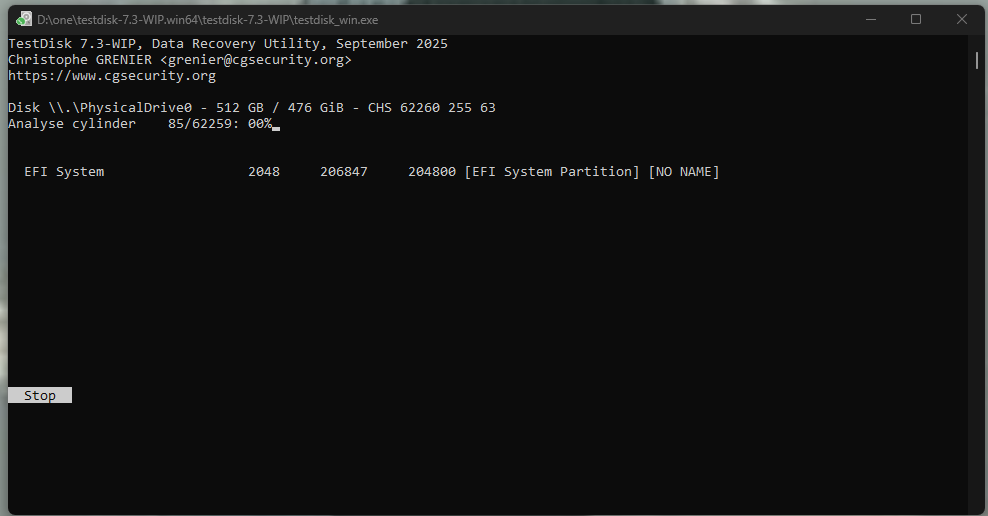 D:\one\testdisk-7.3-WIP.win64\testdisk-7.3-WIP\testdisk_win.exe
TestDisk 7.3-WIP, Data Recovery Utility, September 2025
Christophe GRENIER <grenier@cgsecurity.org>
https://www.cgsecurity.org
Disk \\.\PhysicalDrive0 - 512 GB / 476 GiB - CHS 62260 255 63
Analyse cylinder    85/62259: 00%
EFI System                  2048     206847     204800 [EFI System Partition] [NO NAME]
Stop